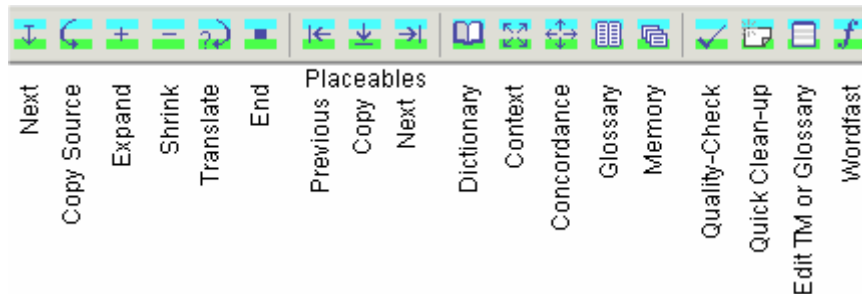 Placeables
Next
Copy Source
Expand
Shrink
Translate
End
Previous
Copy
Next
Dictionary
Context
Concordance
Glossary
Memory
Quality-Check
Quick Clean-up
Edit TM or Glossary
Wordfast